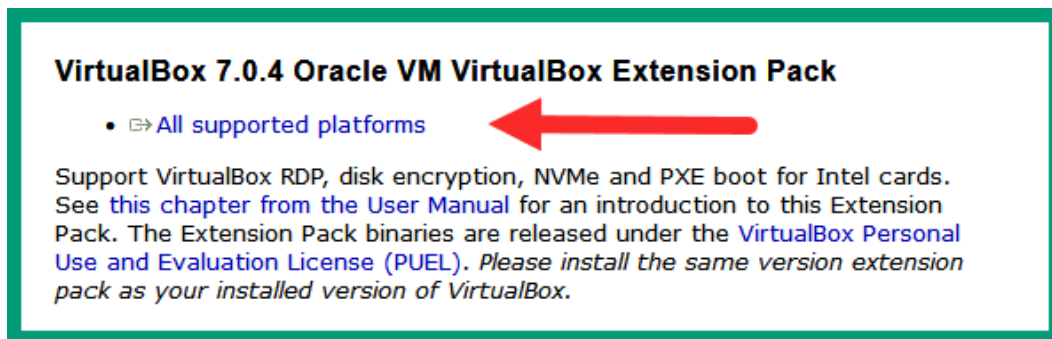 VirtualBox 7.0.4 Oracle VM VirtualBox Extension Pack
• All supported platforms
Support VirtualBox RDP, disk encryption, NVMe and PXE boot for Intel cards.
See this chapter from the User Manual for an introduction to this Extension
Pack. The Extension Pack binaries are released under the VirtualBox Personal
Use and Evaluation License (PUEL). Please install the same version extension
pack as your installed version of VirtualBox.